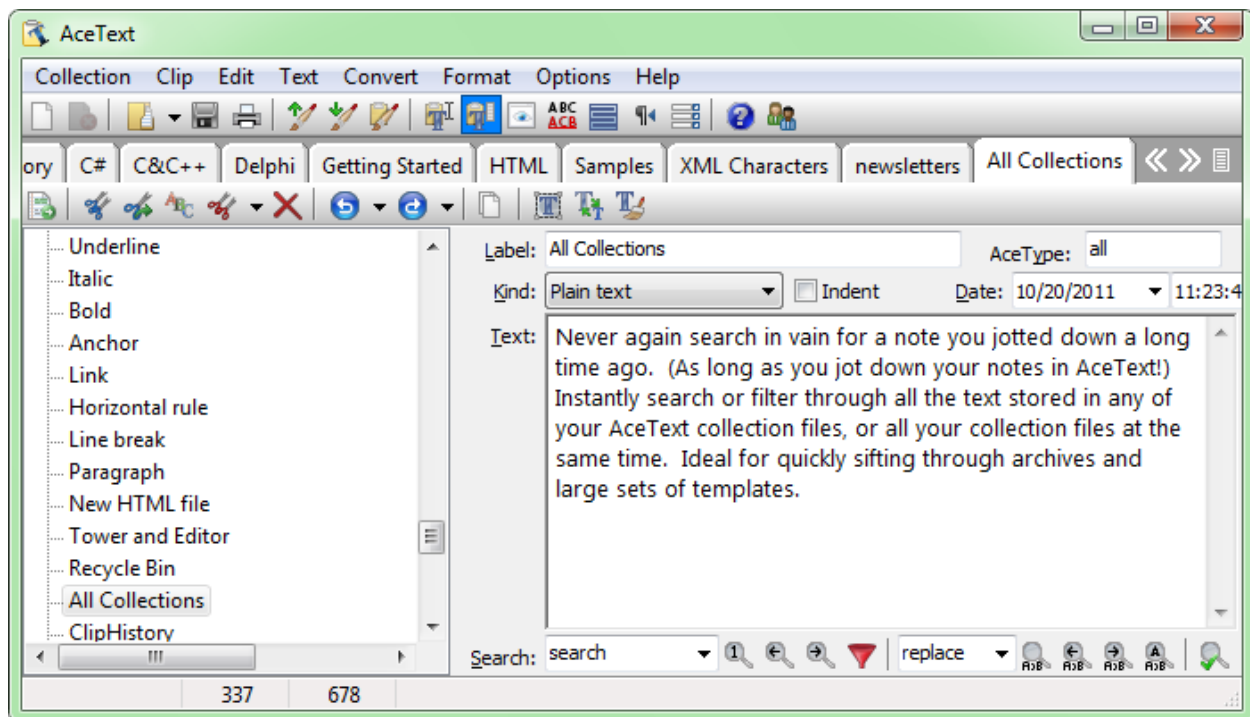 AceText
Collection Clip Edit Text Convert Format Options Help
ABC
ACB
ory C# C&C++ Delphi Getting Started HTML Samples XML Characters newsletters All Collections
ABC
Underline
Italic
Bold
Anchor
Link
Horizontal rule
Line break
Paragraph
New HTML file
Tower and Editor
Recycle Bin
All Collections
ClipHistory
Label: All Collections AceType: all
Kind: Plain text Indent Date: 10/20/2011 11:23:4
Text: Never again search in vain for a note you jotted down a long
time ago.  (As long as you jot down your notes in AceText!)
Instantly search or filter through all the text stored in any of
your AceText collection files, or all your collection files at the
same time.  Ideal for quickly sifting through archives and
large sets of templates.
Search: search 1 replace A>B A>B A>B A A>B
337 678